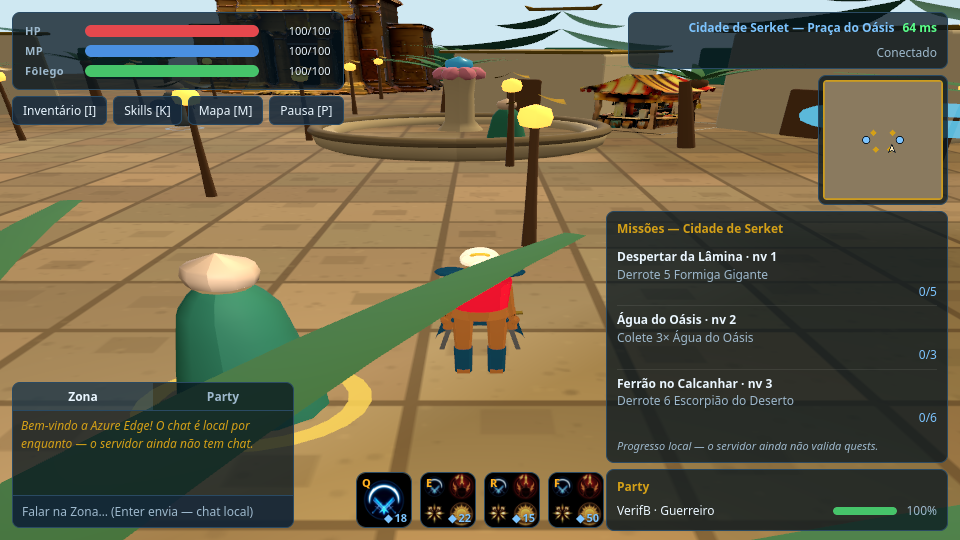 HP 100/100
MP 100/100
Fôlego 100/100
Inventário [I] Skills [K] Mapa [M] Pausa [P]
Cidade de Serket — Praça do Oásis 64 ms
Conectado
Missões — Cidade de Serket
Despertar da Lâmina · nv 1
Derrote 5 Formiga Gigante
0/5
Água do Oásis · nv 2
Colete 3× Água do Oásis
0/3
Ferrão no Calcanhar · nv 3
Derrote 6 Escorpião do Deserto
0/6
Progresso local — o servidor ainda não valida quests.
Zona Party
Bem-vindo a Azure Edge! O chat é local por
enquanto — o servidor ainda não tem chat.
Falar na Zona... (Enter envia — chat local)
Q 18
E 22
R 15
F 50
Party
VerifB · Guerreiro 100%